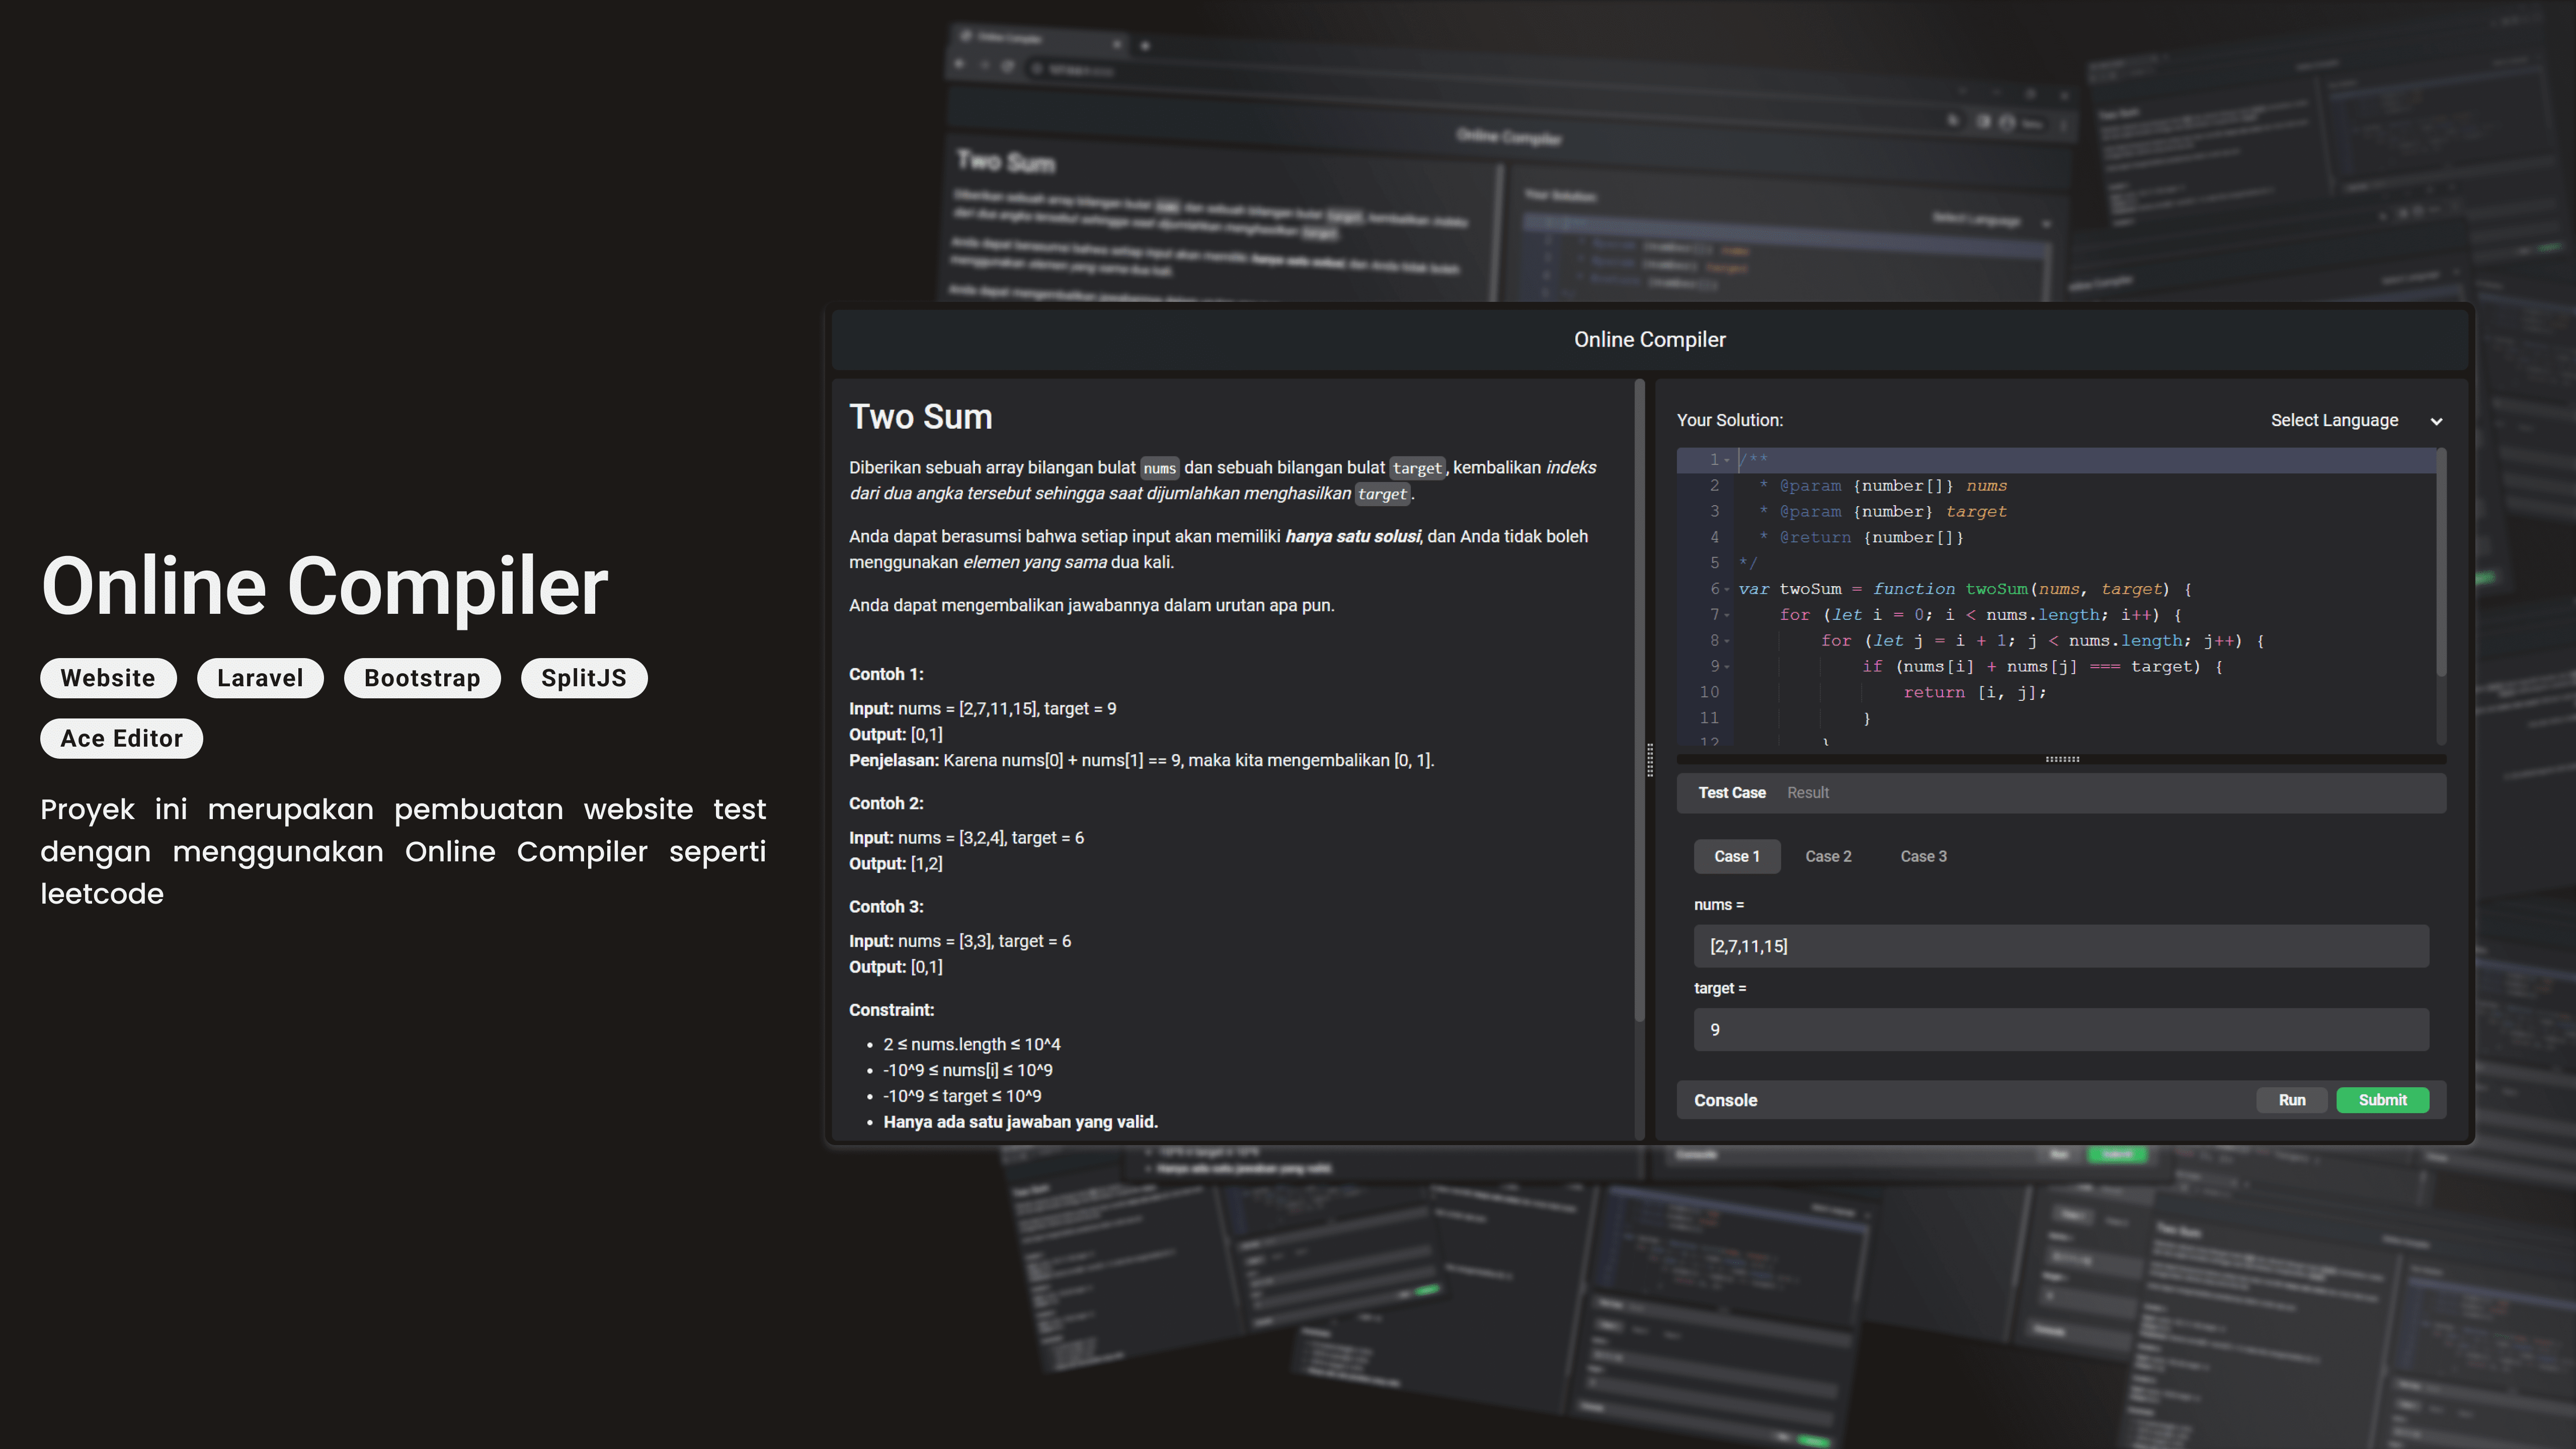 Online Compiler
Website Laravel Bootstrap SplitJS
Ace Editor
Proyek ini merupakan pembuatan website test
dengan menggunakan Online Compiler seperti
leetcode
Online Compiler
Two Sum
Diberikan sebuah array bilangan bulat nums dan sebuah bilangan bulat target, kembalikan indeks
dari dua angka tersebut sehingga saat dijumlahkan menghasilkan target.
Anda dapat berasumsi bahwa setiap input akan memiliki hanya satu solusi, dan Anda tidak boleh
menggunakan elemen yang sama dua kali.
Anda dapat mengembalikan jawabannya dalam urutan apa pun.
Contoh 1:
Input: nums = [2,7,11,15], target = 9
Output: [0,1]
Penjelasan: Karena nums[0] + nums[1] == 9, maka kita mengembalikan [0, 1].
Contoh 2:
Input: nums = [3,2,4], target = 6
Output: [1,2]
Contoh 3:
Input: nums = [3,3], target = 6
Output: [0,1]
Constraint:
• 2 ≤ nums.length ≤ 10^4
• -10^9 ≤ nums[i] ≤ 10^9
• -10^9 ≤ target ≤ 10^9
• Hanya ada satu jawaban yang valid.
Your Solution: Select Language
1 /**
2 * @param {number[]} nums
3 * @param {number} target
4 * @return {number[]}
5 */
6 var twoSum = function twoSum(nums, target) {
7 for (let i = 0; i < nums.length; i++) {
8 for (let j = i + 1; j < nums.length; j++) {
9 if (nums[i] + nums[j] === target) {
10 return [i, j];
11 }
12 }
Test Case Result
Case 1 Case 2 Case 3
nums =
[2,7,11,15]
target =
9
Console Run Submit
Online Compiler
Online Compiler
Two Sum
Your Solution:
Select Language